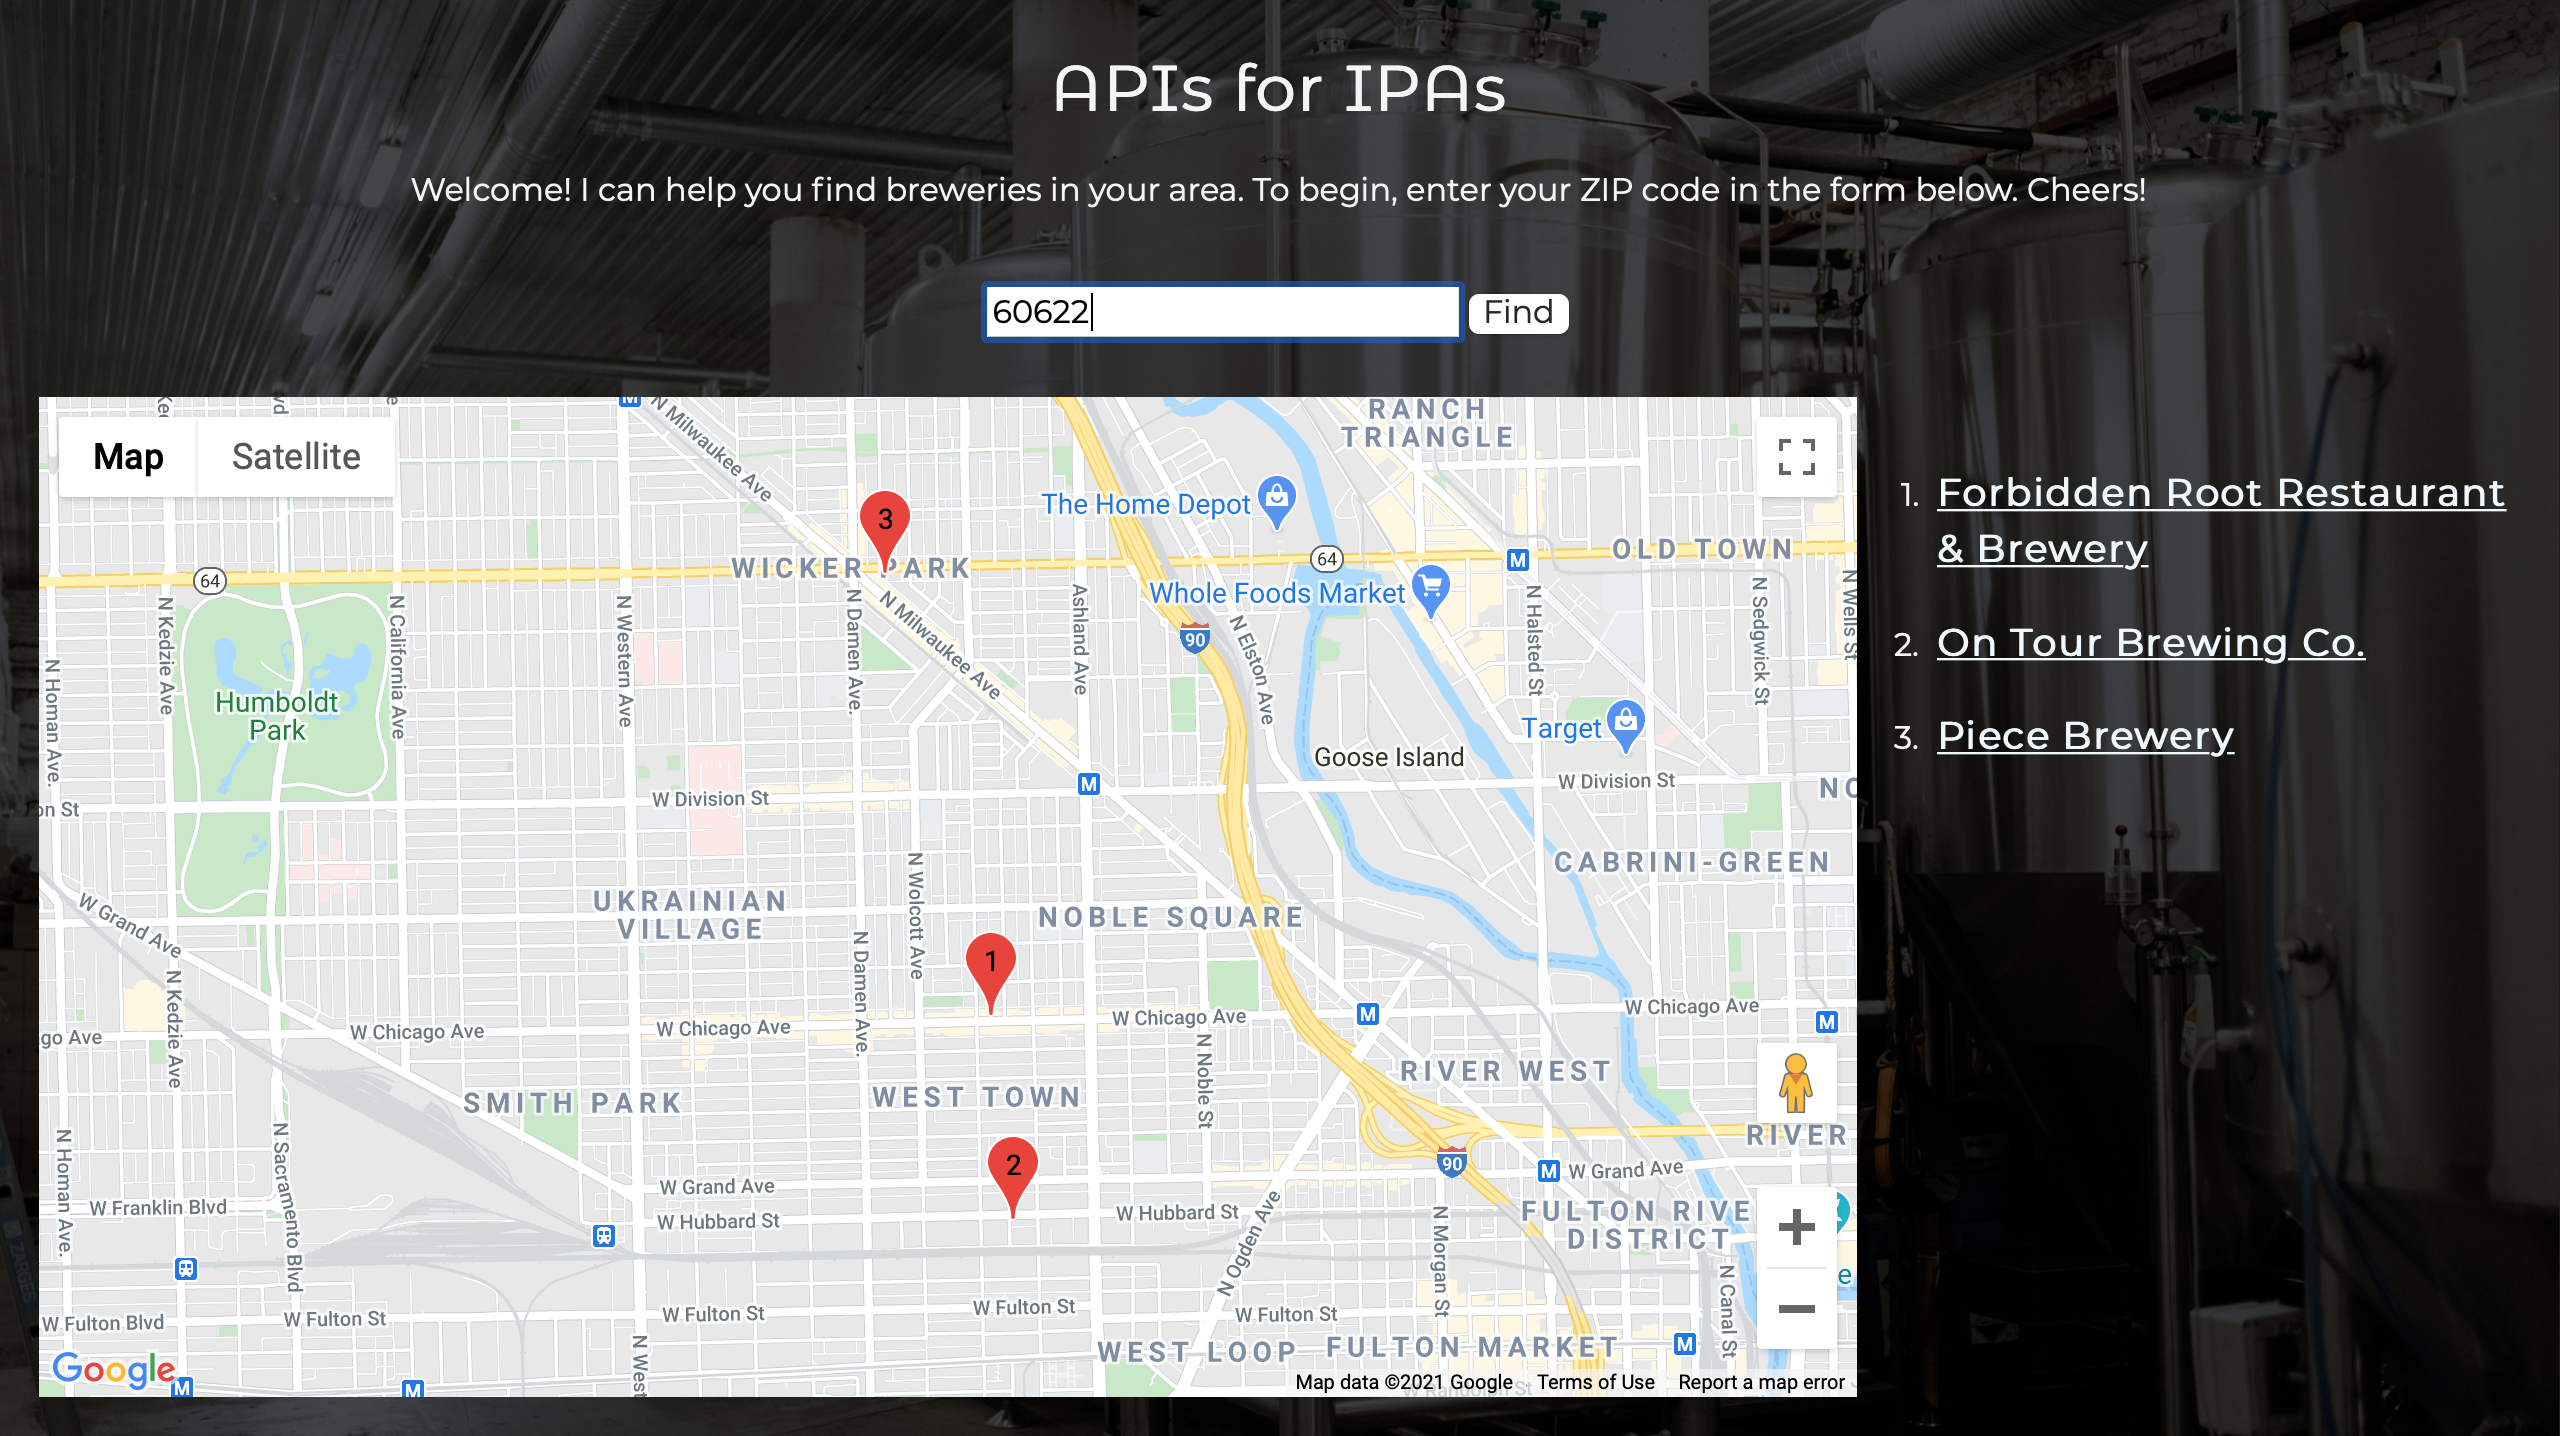 APIs for IPAs
Welcome! I can help you find breweries in your area. To begin, enter your ZIP code in the form below. Cheers!
60622
Find
Map
Satellite
1. Forbidden Root Restaurant
& Brewery
2. On Tour Brewing Co.
3. Piece Brewery
N Milwaukee Ave
RANCH
TRIANGLE
The Home Depot
3
WICKER PARK
64
64
OLD TOWN
Whole Foods Market
90
N Homan Ave.
N Kedzie Ave
N California Ave
N Western Ave
N Damen Ave.
N Milwaukee Ave
Ashland Ave
N Elston Ave
N Halsted St
N Sedgwick St
N Wells St
Humboldt
Park
Target
Goose Island
W Division St
W Division St
on St
NO
CABRINI-GREEN
UKRAINIAN
VILLAGE
N Wolcott Ave
NOBLE SQUARE
W Grand Ave
N Kedzie Ave
N Damen Ave.
1
go Ave
W Chicago Ave
W Chicago Ave
W Chicago Ave
W Chicago Ave
N Noble St
RIVER WEST
SMITH PARK
WEST TOWN
RIVER
2
90
W Grand Ave
W Grand Ave
N Homan Ave.
N Sacramento Blvd
W Franklin Blvd
W Hubbard St
W Hubbard St
N Ogden Ave
N Morgan St
FULTON RIVE
DISTRICT
N Canal St
e
W Fulton Blvd
W Fulton St
W Fulton St
W Fulton St
W Fulton St
N West
WEST LOOP
FULTON MARKET
Google
Map data ©2021 Google
Terms of Use
Report a map error